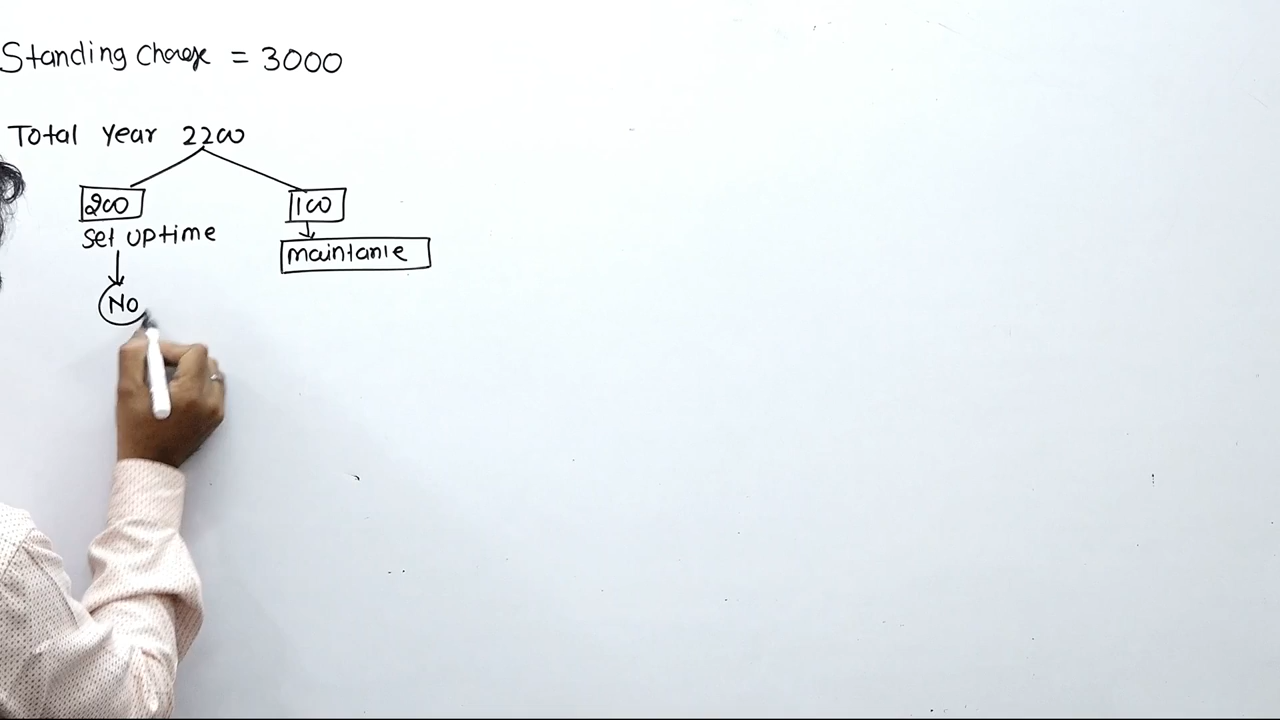 Standing Charge = 3000
Total Year 2200
200
100
Set uptime
maintanie
No